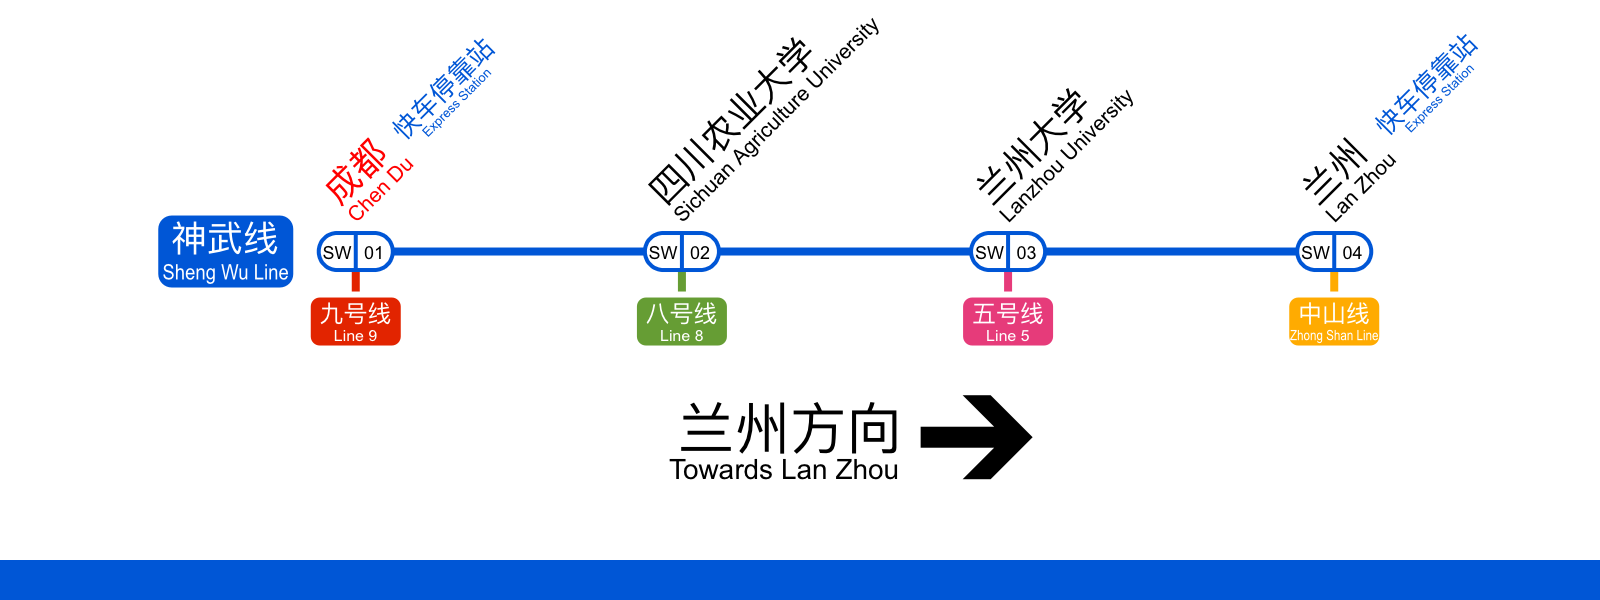 神武线
Sheng Wu Line
成都
Chen Du
快车停靠站
Express Station
SW 01
九号线
Line 9
四川农业大学
Sichuan Agriculture University
SW 02
八号线
Line 8
兰州大学
Lanzhou University
SW 03
五号线
Line 5
兰州
Lan Zhou
快车停靠站
Express Station
SW 04
中山线
Zhong Shan Line
兰州方向
Towards Lan Zhou